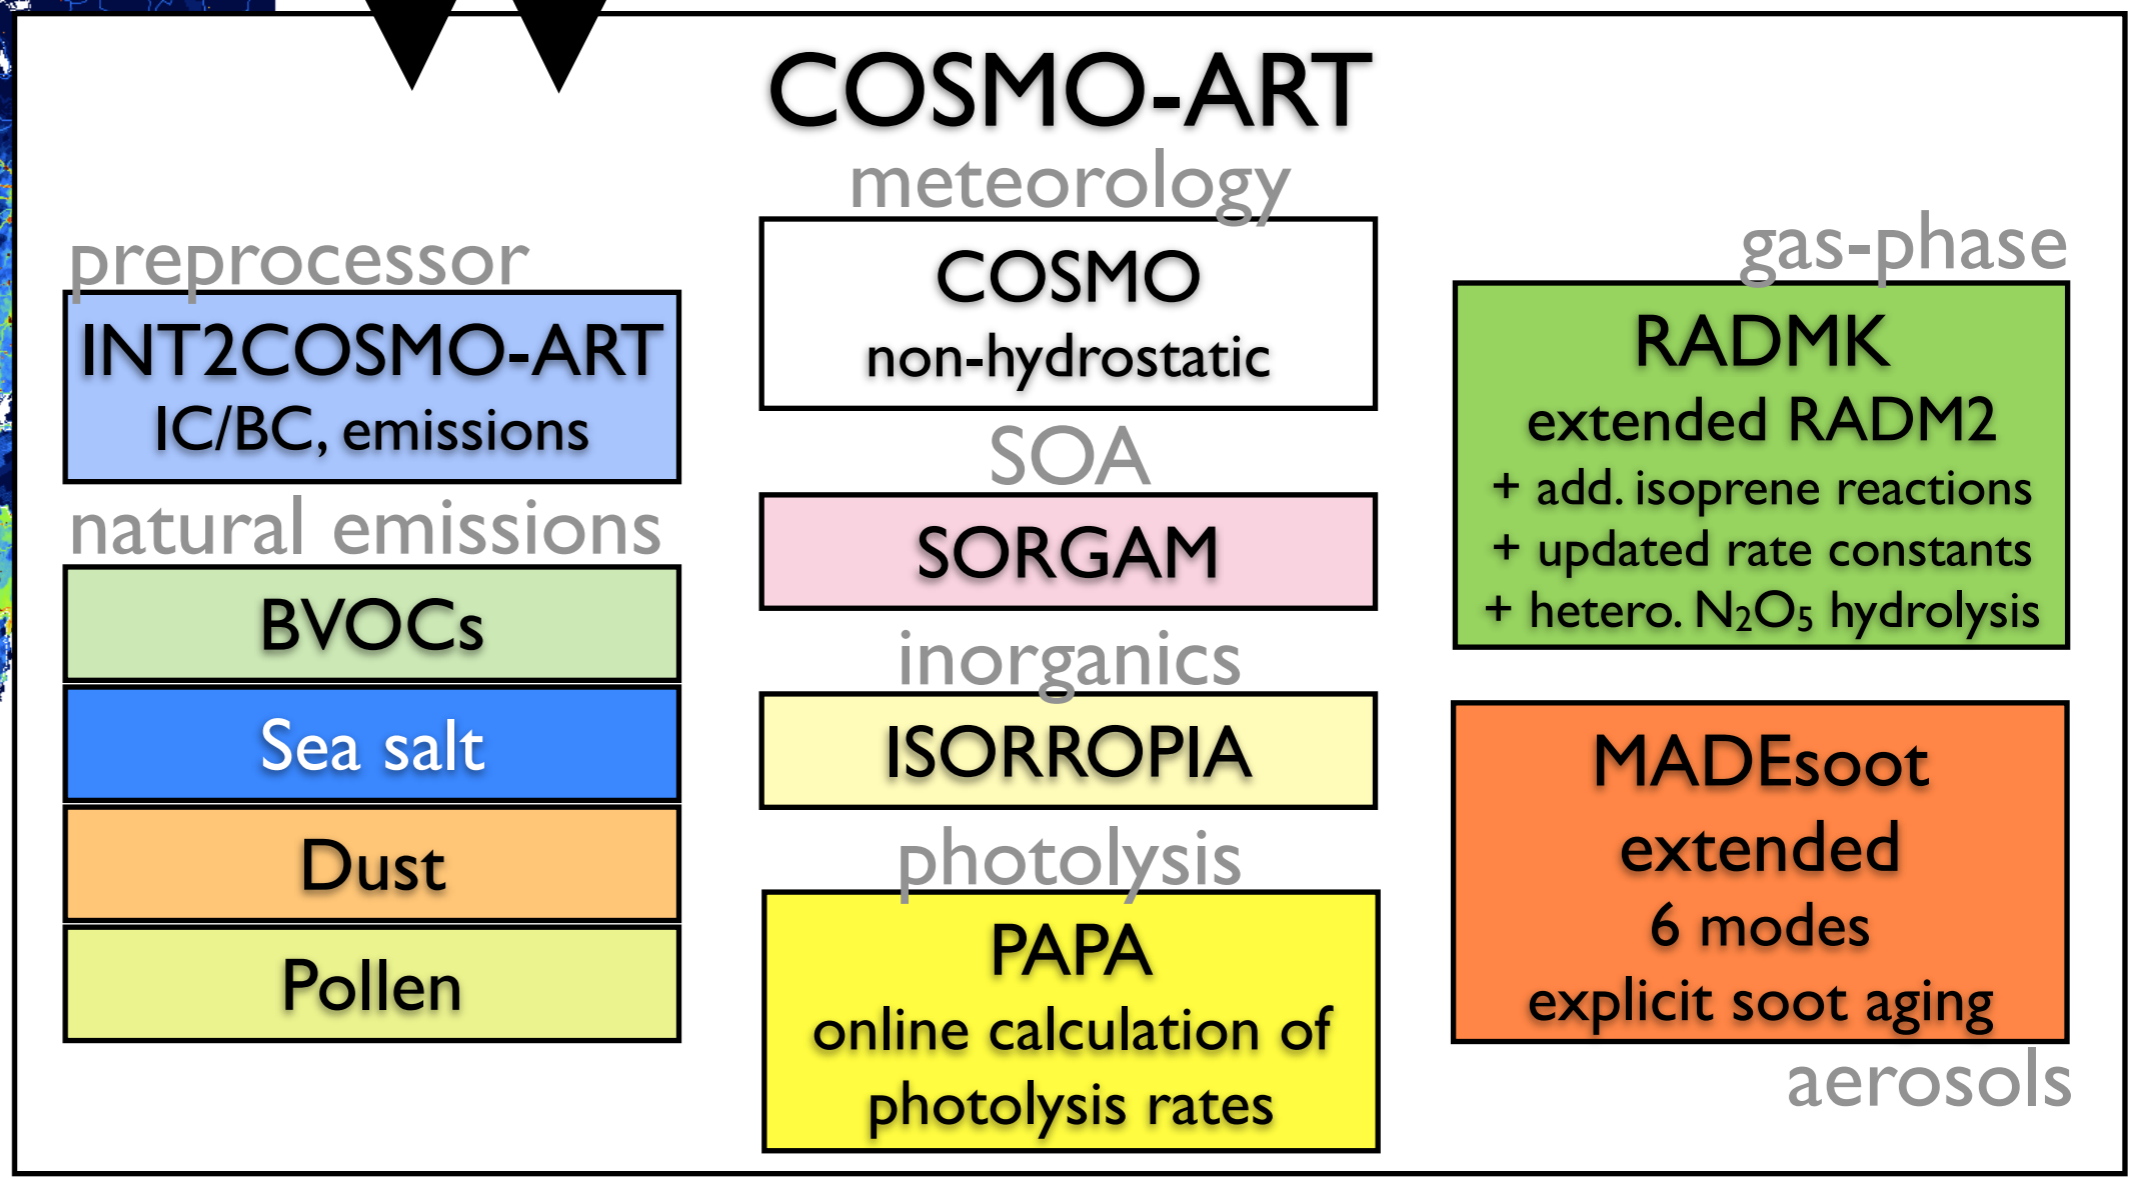 COSMO-ART
preprocessor
INT2COSMO-ART
IC/BC, emissions
natural emissions
BVOCs
Sea salt
Dust
Pollen
meteorology
COSMO
non-hydrostatic
SOA
SORGAM
inorganics
ISORROPIA
photolysis
PAPA
online calculation of
photolysis rates
gas-phase
RADMK
extended RADM2
+ add. isoprene reactions
+ updated rate constants
+ hetero. N₂O₅ hydrolysis
MADEsoot
extended
6 modes
explicit soot aging
aerosols